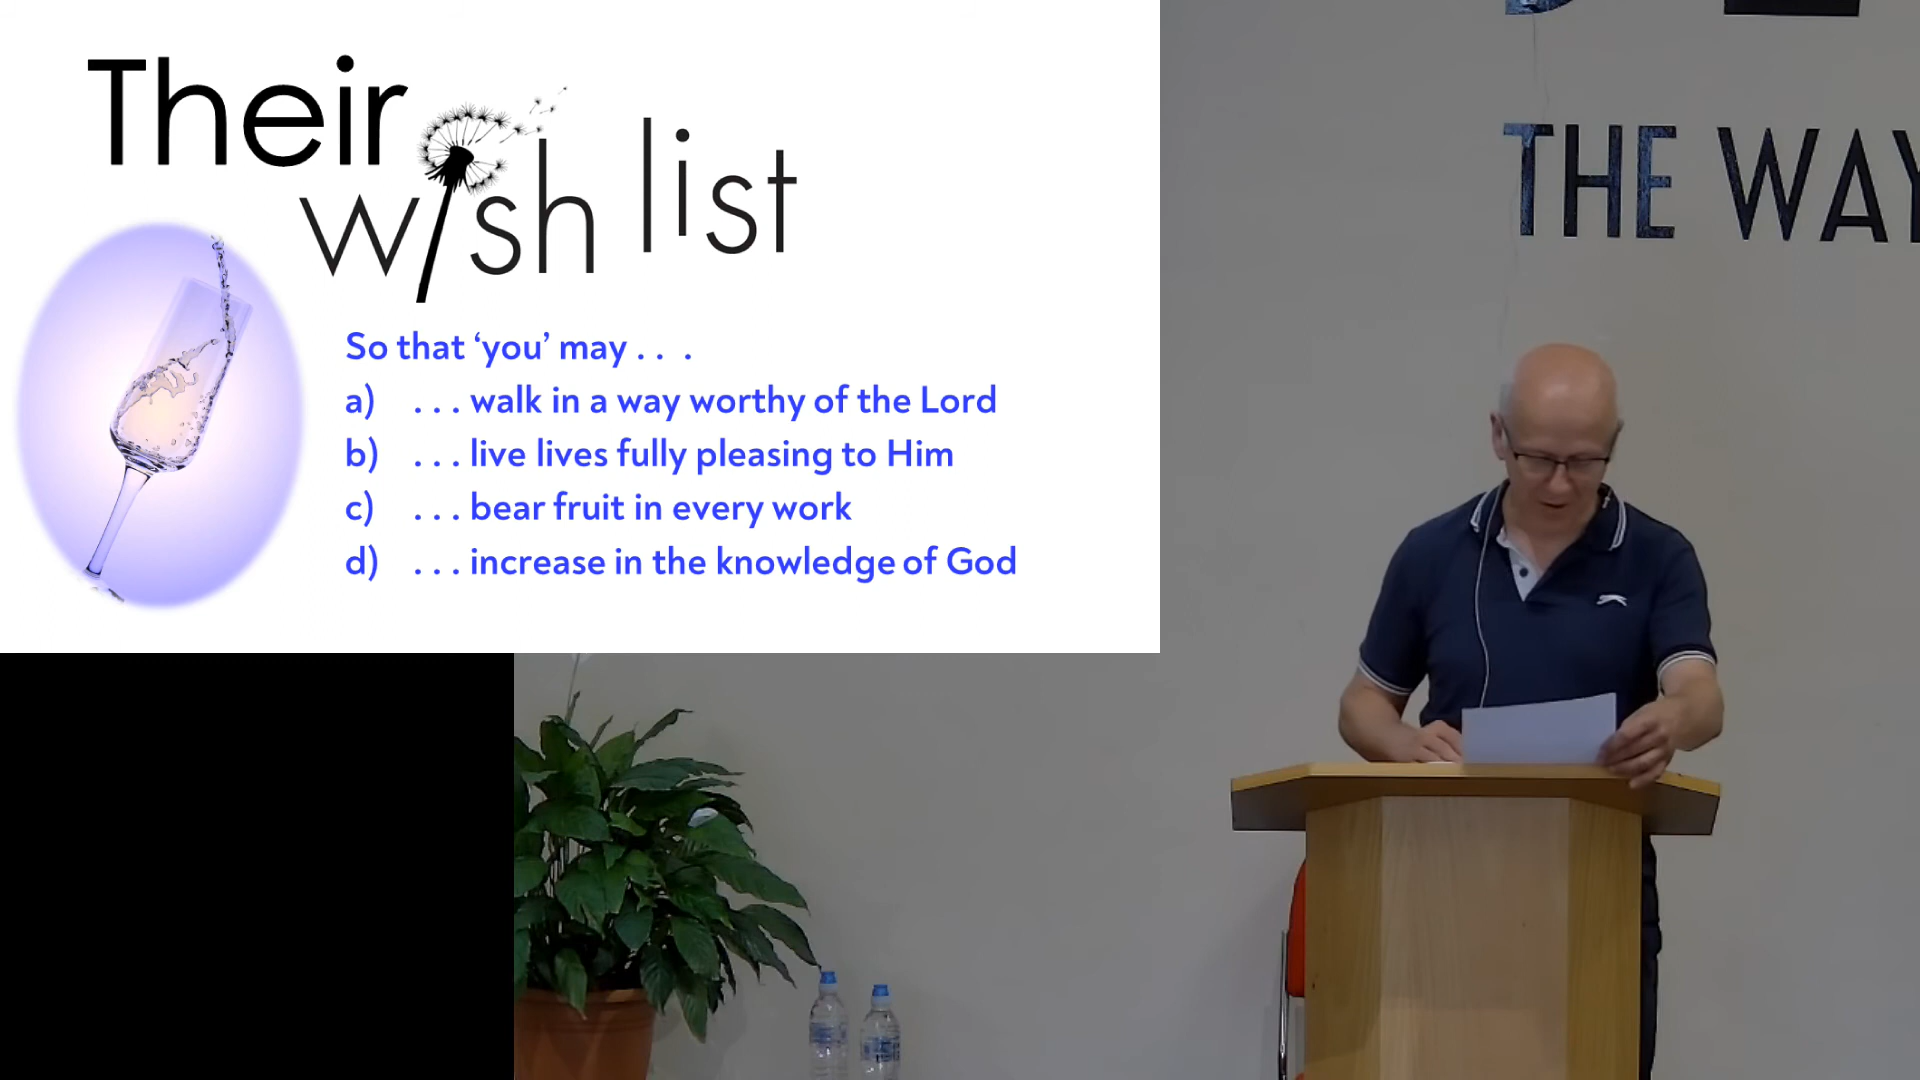 Their
wish list
So that ‘you’ may . . .
a) . . . walk in a way worthy of the Lord
b) . . . live lives fully pleasing to Him
c) . . . bear fruit in every work
d) . . . increase in the knowledge of God
THE WAY